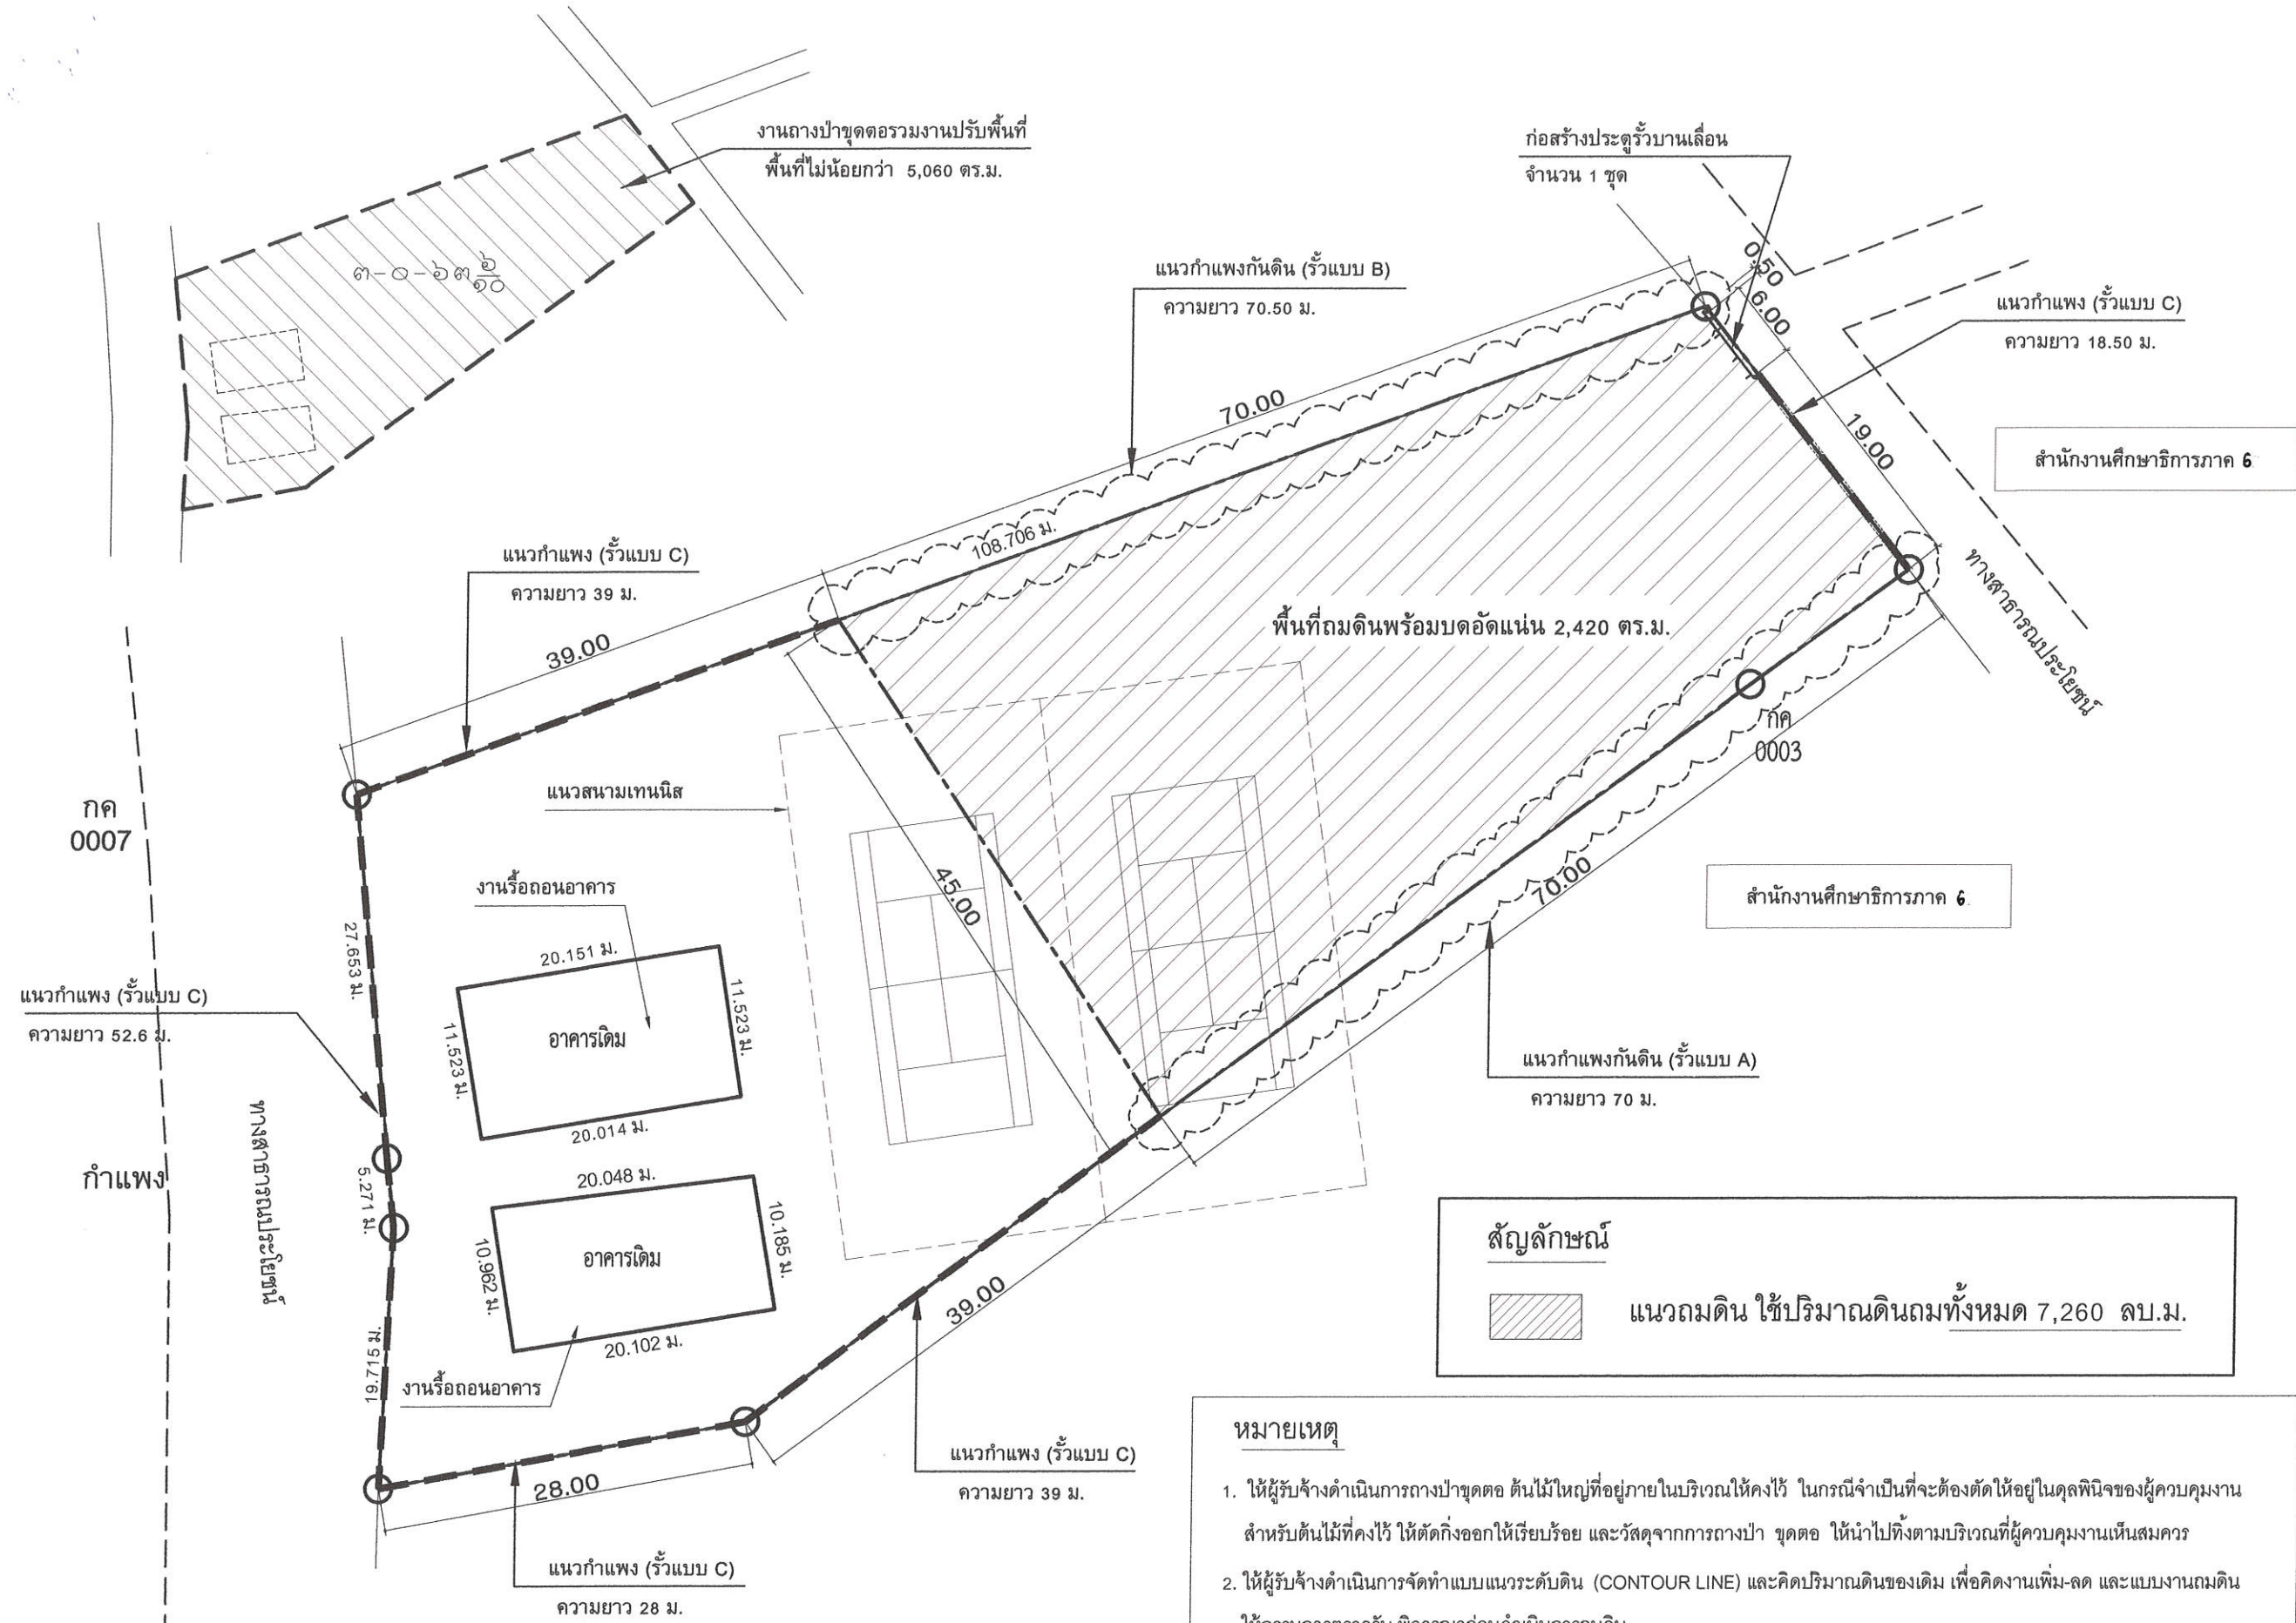 งานถางป่าขุดตอรวมงานปรับพื้นที่
พื้นที่ไม่น้อยกว่า 5,060 ตร.ม.
๓-๐-๖๓ ๖/๑๐
ก่อสร้างประตูรั้วบานเลื่อน
จำนวน 1 ชุด
แนวกำแพงกันดิน (รั้วแบบ B)
ความยาว 70.50 ม.
0.50
6.00
แนวกำแพง (รั้วแบบ C)
ความยาว 18.50 ม.
70.00
19.00
สำนักงานศึกษาธิการภาค 6
108.706 ม.
แนวกำแพง (รั้วแบบ C)
ความยาว 39 ม.
ทางสาธารณประโยชน์
39.00
พื้นที่ถมดินพร้อมบดอัดแน่น 2,420 ตร.ม.
กค
0003
แนวสนามเทนนิส
กค
0007
งานรื้อถอนอาคาร
45.00
70.00
สำนักงานศึกษาธิการภาค 6
27.653 ม.
20.151 ม.
11.523 ม.
11.523 ม.
อาคารเดิม
20.014 ม.
แนวกำแพง (รั้วแบบ C)
ความยาว 52.6 ม.
แนวกำแพงกันดิน (รั้วแบบ A)
ความยาว 70 ม.
กำแพง
ทางสาธารณประโยชน์
5.271 ม.
20.048 ม.
10.185 ม.
10.962 ม.
อาคารเดิม
20.102 ม.
19.715 ม.
งานรื้อถอนอาคาร
39.00
สัญลักษณ์
แนวถมดิน ใช้ปริมาณดินถมทั้งหมด 7,260 ลบ.ม.
แนวกำแพง (รั้วแบบ C)
ความยาว 39 ม.
28.00
แนวกำแพง (รั้วแบบ C)
ความยาว 28 ม.
หมายเหตุ
1. ให้ผู้รับจ้างดำเนินการถางป่าขุดตอ ต้นไม้ใหญ่ที่อยู่ภายในบริเวณให้คงไว้ ในกรณีจำเป็นที่จะต้องตัดให้อยู่ในดุลพินิจของผู้ควบคุมงาน
สำหรับต้นไม้ที่คงไว้ ให้ตัดกิ่งออกให้เรียบร้อย และวัสดุจากการถางป่า ขุดตอ ให้นำไปทิ้งตามบริเวณที่ผู้ควบคุมงานเห็นสมควร
2. ให้ผู้รับจ้างดำเนินการจัดทำแบบแนวระดับดิน (CONTOUR LINE) และคิดปริมาณดินของเดิม เพื่อคิดงานเพิ่ม-ลด และแบบงานถมดิน